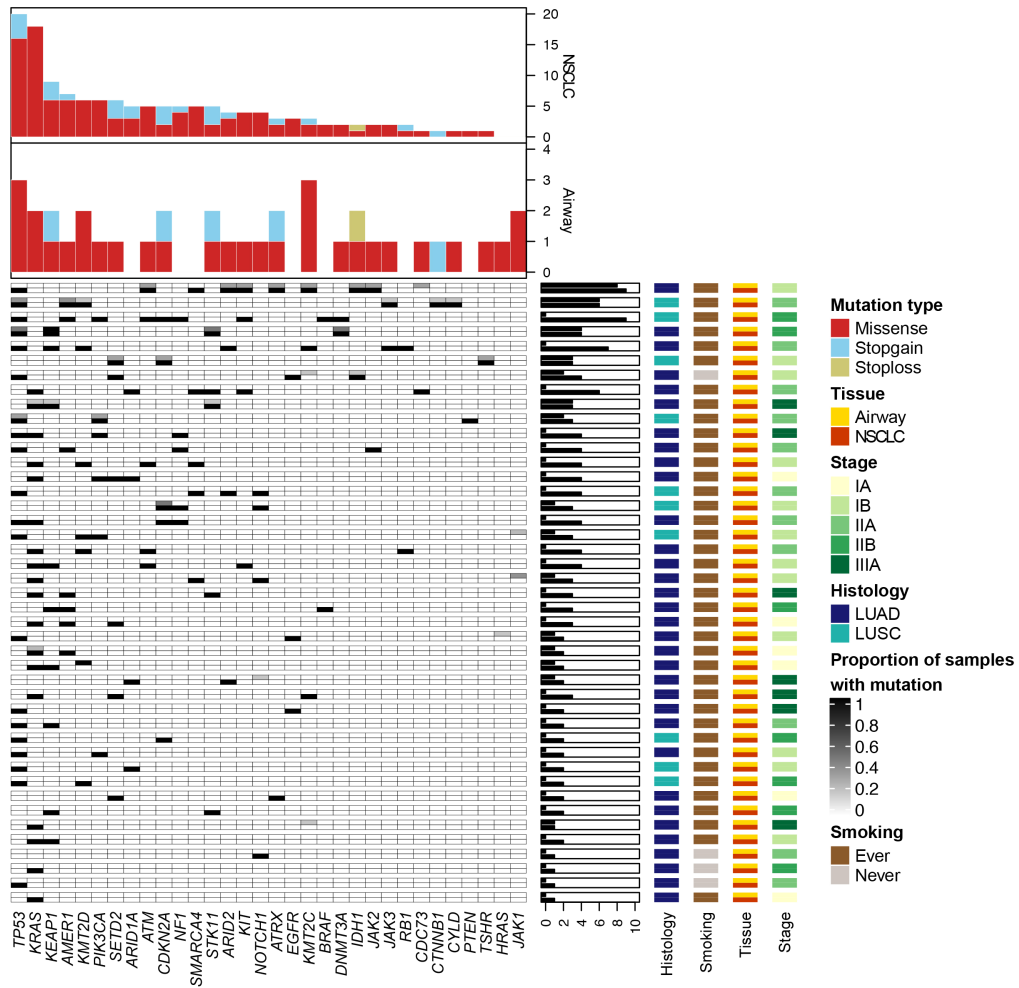 20
15
10
5
0
NSCLC
4
3
2
1
0
Airway
Mutation type
Missense
Stopgain
Stoploss
Tissue
Airway
NSCLC
Stage
IA
IB
IIA
IIB
IIIA
Histology
LUAD
LUSC
Proportion of samples
with mutation
1
0.8
0.6
0.4
0.2
0
Smoking
Ever
Never
TP53
KRAS
KEAP1
AMER1
KMT2D
PIK3CA
SETD2
ARID1A
ATM
CDKN2A
NF1
SMARCA4
STK11
ARID2
KIT
NOTCH1
ATRX
EGFR
KMT2C
BRAF
DNMT3A
IDH1
JAK2
JAK3
RB1
CDC73
CTNNB1
CYLD
PTEN
TSHR
HRAS
JAK1
0
2
4
6
8
10
Histology
Smoking
Tissue
Stage